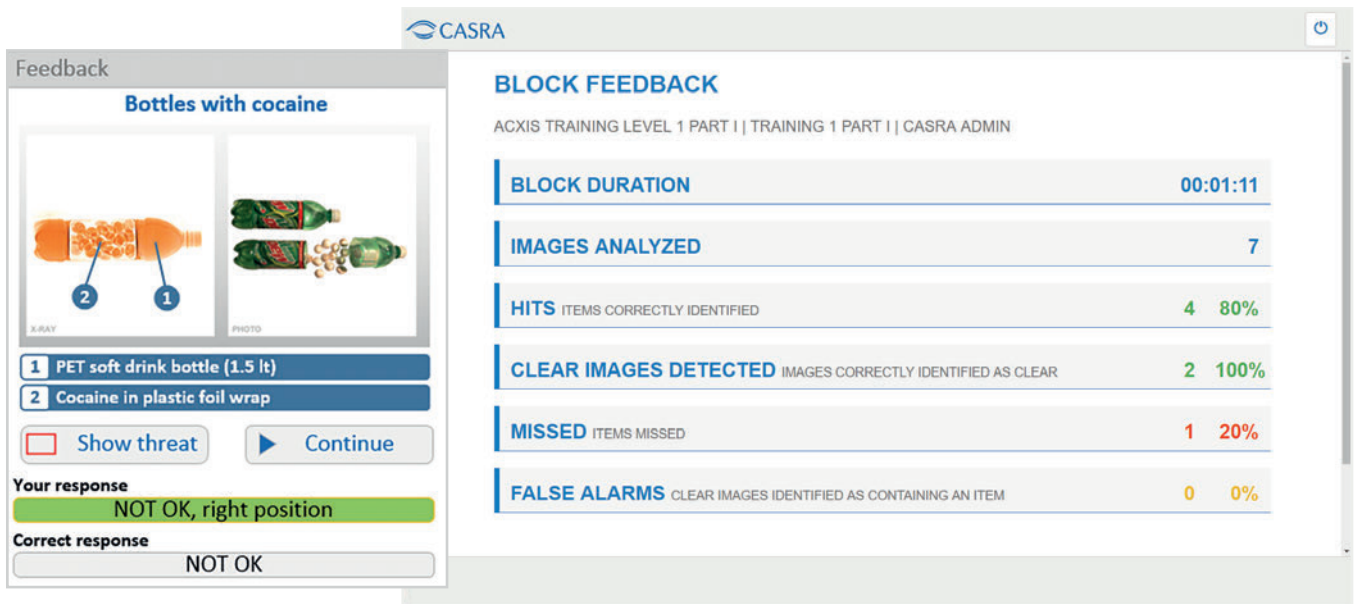 CASRA
Feedback
Bottles with cocaine
X-RAY
PHOTO
2
1
1 PET soft drink bottle (1.5 lt)
2 Cocaine in plastic foil wrap
Show threat
Continue
Your response
NOT OK, right position
Correct response
NOT OK
BLOCK FEEDBACK
ACXIS TRAINING LEVEL 1 PART I | TRAINING 1 PART I | CASRA ADMIN
BLOCK DURATION 00:01:11
IMAGES ANALYZED 7
HITS ITEMS CORRECTLY IDENTIFIED 4 80%
CLEAR IMAGES DETECTED IMAGES CORRECTLY IDENTIFIED AS CLEAR 2 100%
MISSED ITEMS MISSED 1 20%
FALSE ALARMS CLEAR IMAGES IDENTIFIED AS CONTAINING AN ITEM 0 0%